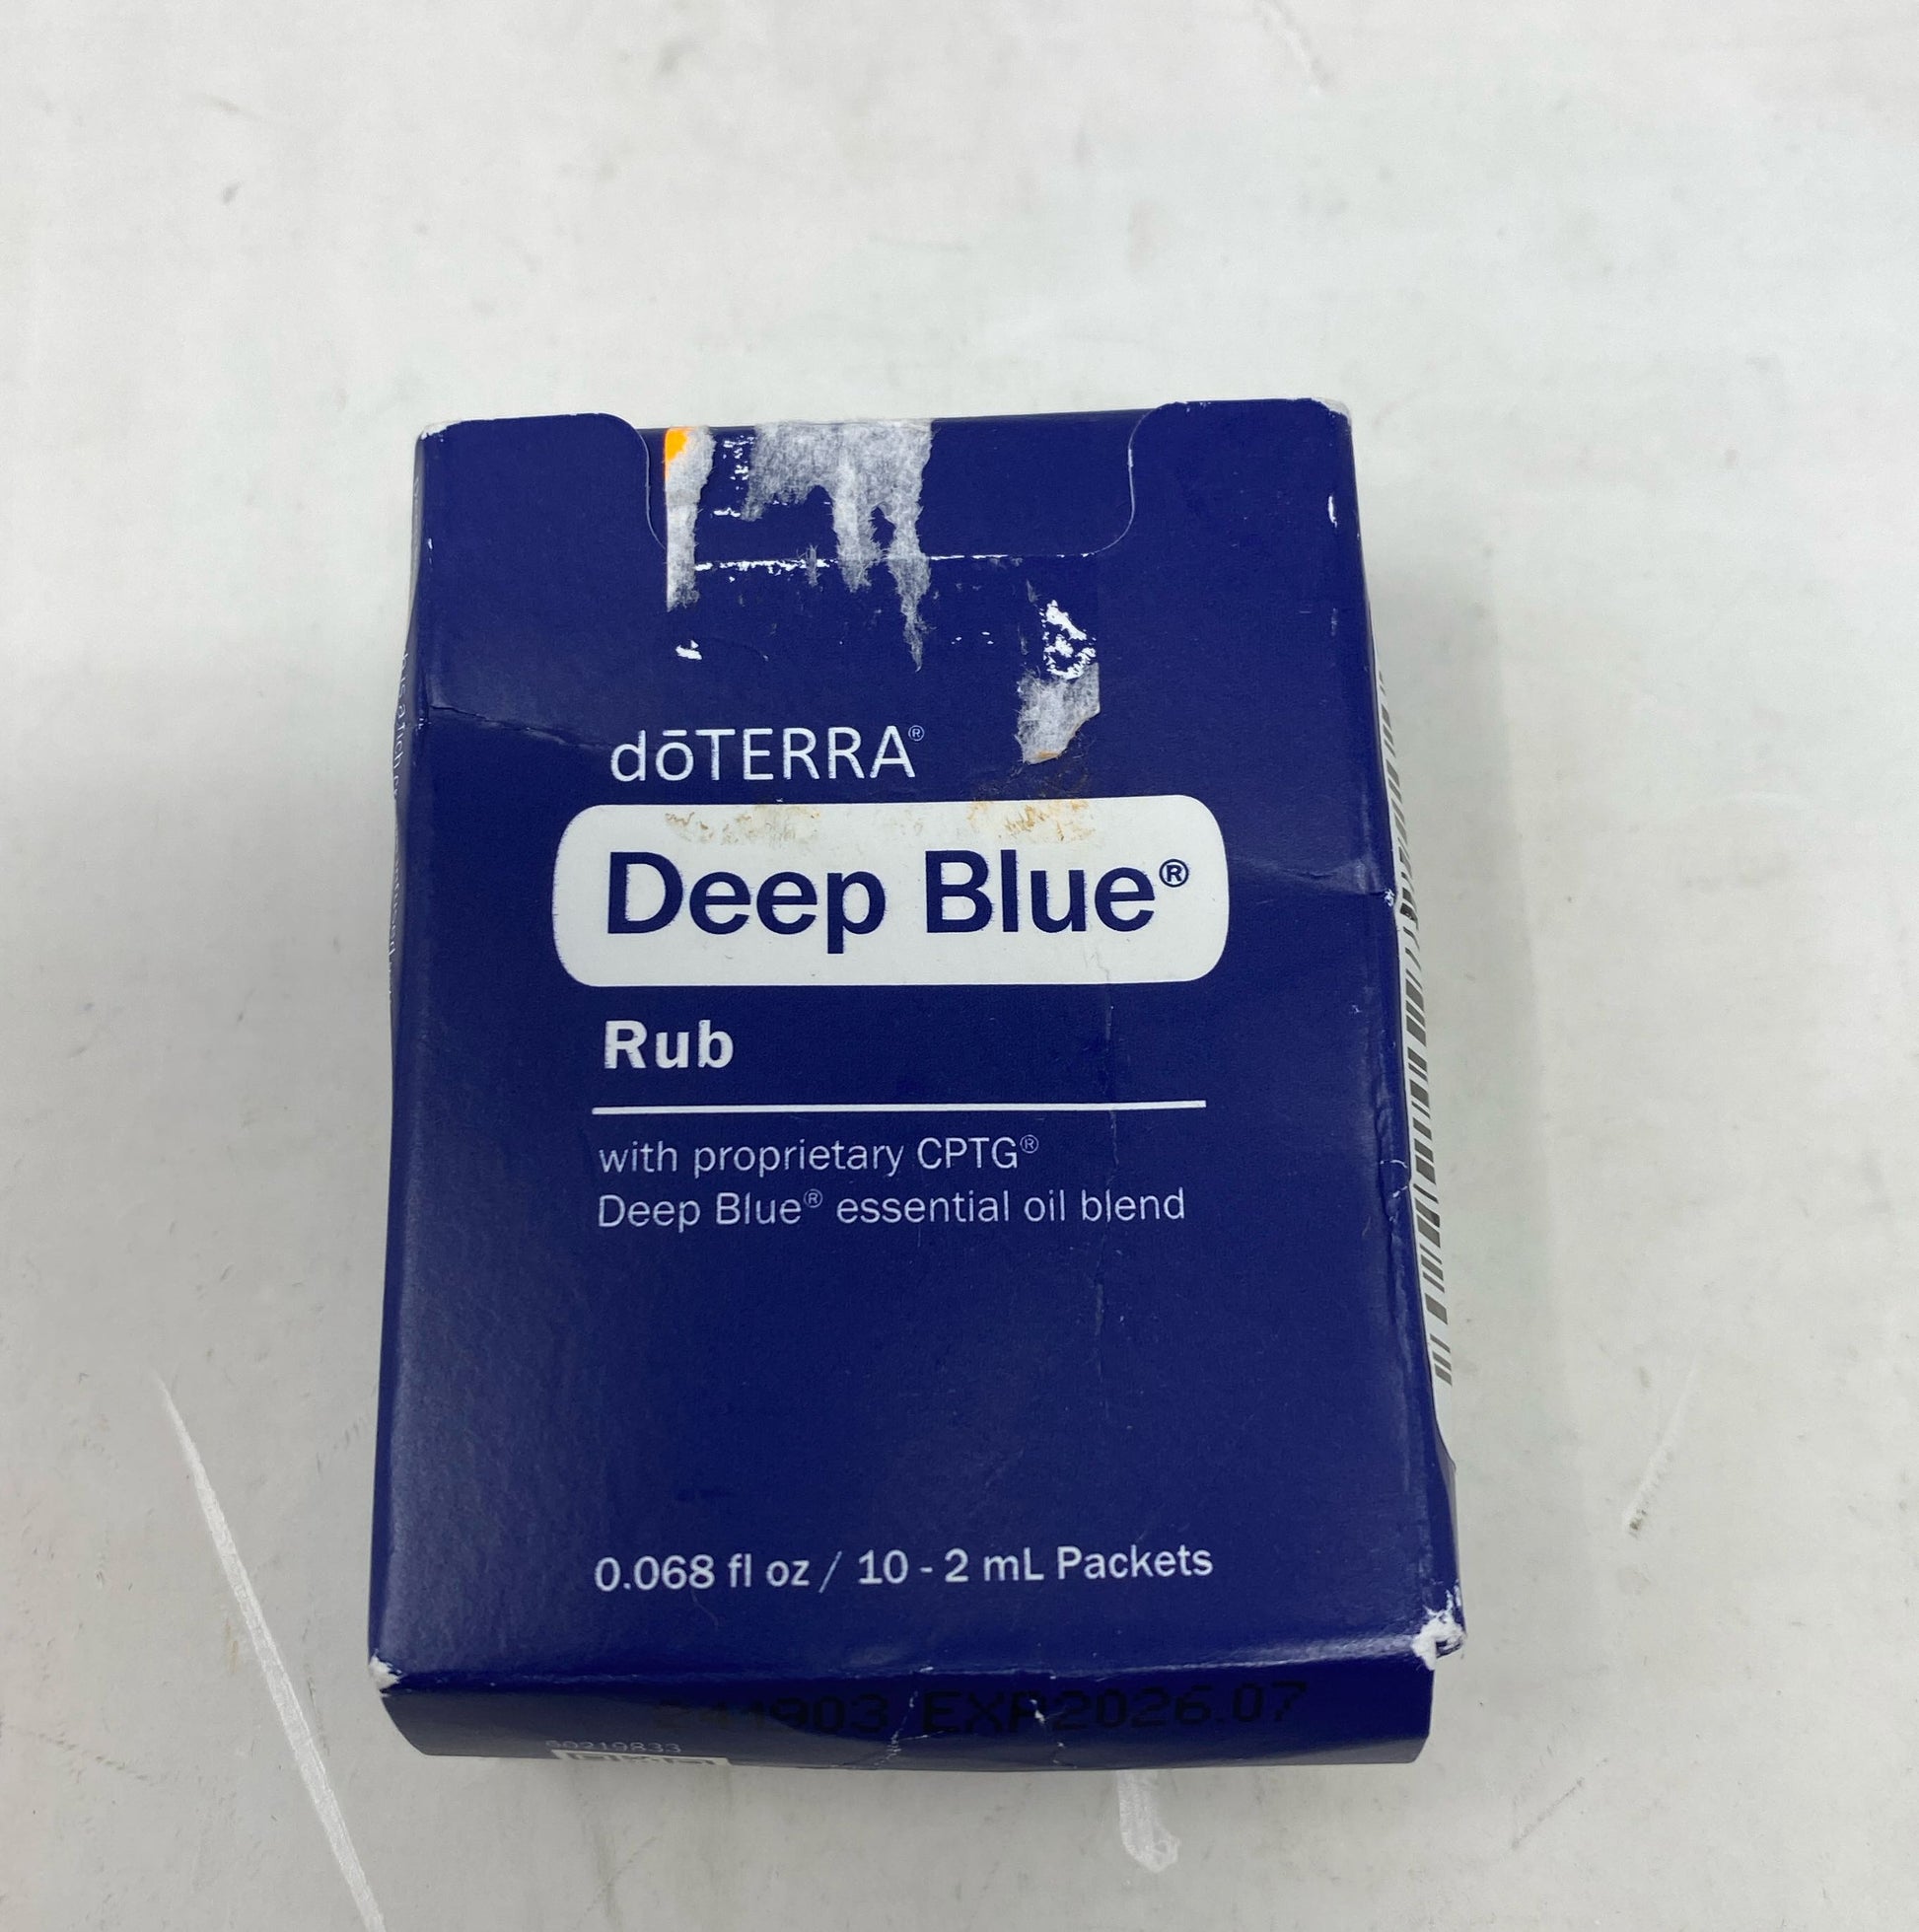 dōTERRA®
Deep Blue®
Rub
with proprietary CPTG®
Deep Blue® essential oil blend
0.068 fl oz / 10 - 2 mL Packets
EXP2026.07
60219833